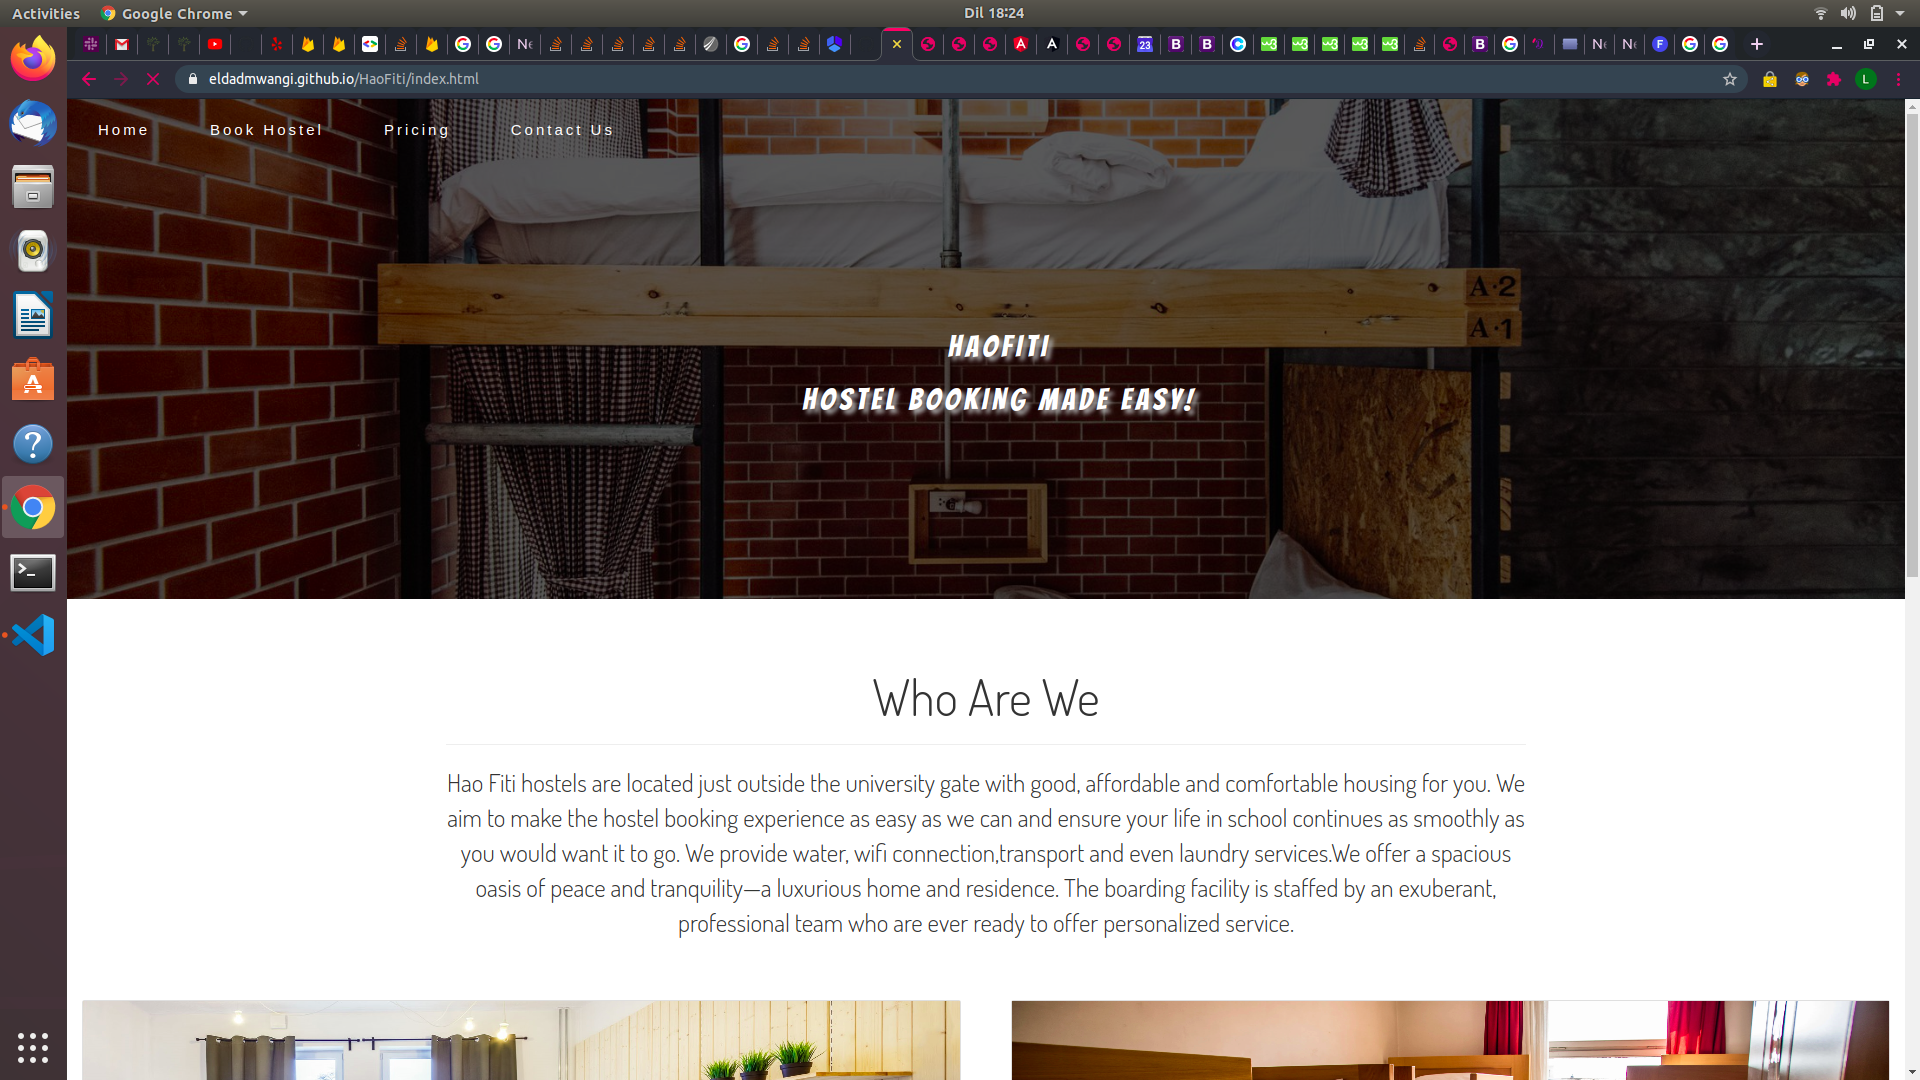 Activities
Google Chrome
Dil 18:24
eldadmwangi.github.io/HaoFiti/index.html
Home
Book Hostel
Pricing
Contact Us
A·2
A·1
HAOFITI
HOSTEL BOOKING MADE EASY!
Who Are We
Hao Fiti hostels are located just outside the university gate with good, affordable and comfortable housing for you. We
aim to make the hostel booking experience as easy as we can and ensure your life in school continues as smoothly as
you would want it to go. We provide water, wifi connection,transport and even laundry services.We offer a spacious
oasis of peace and tranquility—a luxurious home and residence. The boarding facility is staffed by an exuberant,
professional team who are ever ready to offer personalized service.